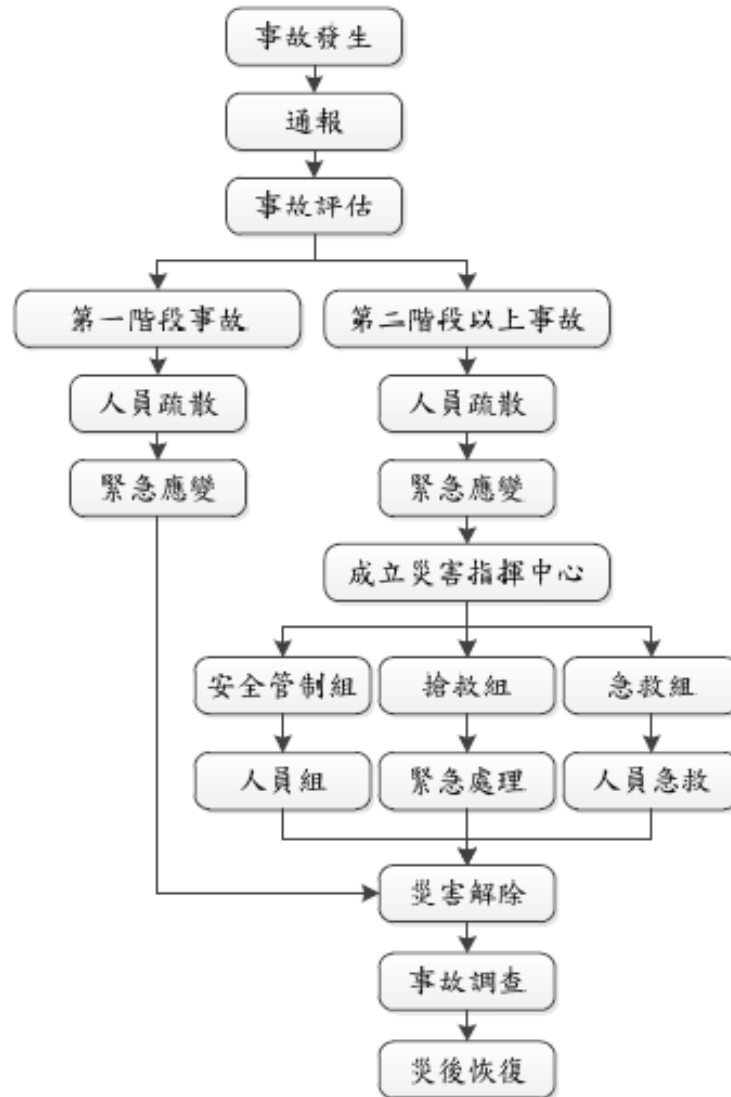 事故發生
通報
事故評估
第一階段事故
第二階段以上事故
人員疏散
人員疏散
緊急應變
緊急應變
成立災害指揮中心
安全管制組
搶救組
急救組
人員組
緊急處理
人員急救
災害解除
事故調查
災後恢復